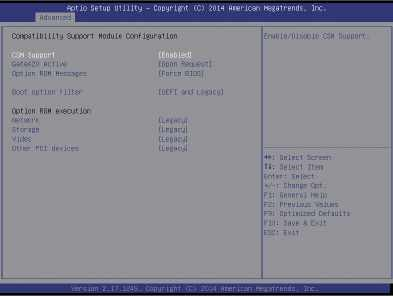 Aptio Setup Utility – Copyright (C) 2014 American Megatrends, Inc.
Advanced
Compatibility Support Module Configuration
Enable/Disable CSM Support.
CSM Support [Enabled]
GateA20 Active [Upon Request]
Option ROM Messages [Force BIOS]
Boot option filter [UEFI and Legacy]
Option ROM execution
Network [Legacy]
Storage [Legacy]
Video [Legacy]
Other PCI devices [Legacy]
→←: Select Screen
↑↓: Select Item
Enter: Select
+/-: Change Opt.
F1: General Help
F2: Previous Values
F9: Optimized Defaults
F10: Save & Exit
ESC: Exit
Version 2.17.1249. Copyright (C) 2014 American Megatrends, Inc.